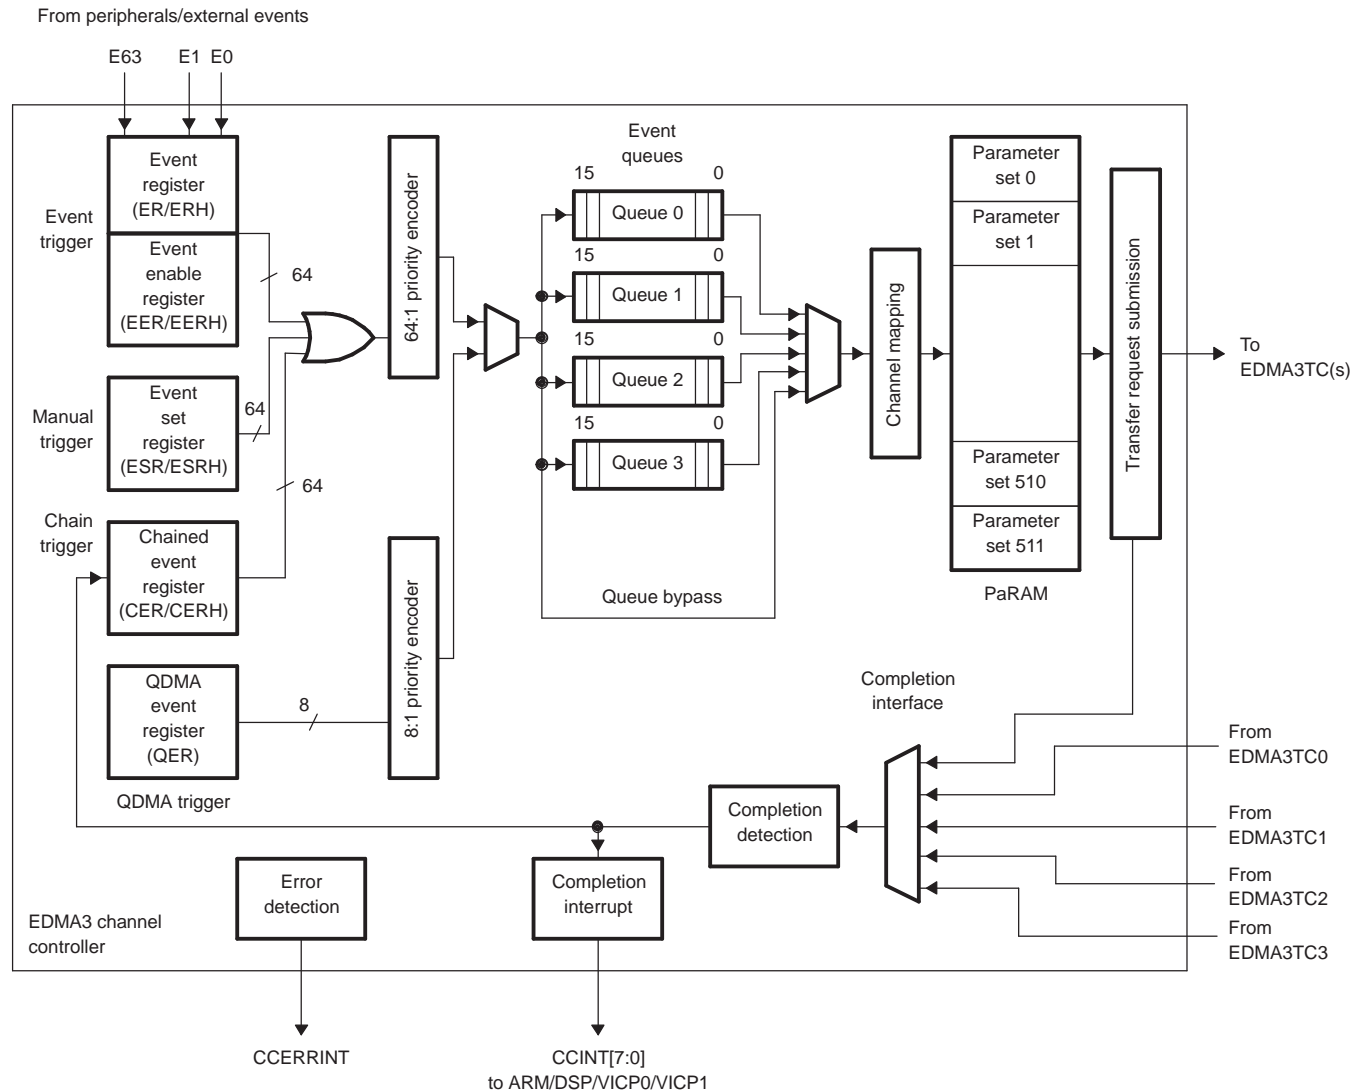 From peripherals/external events
E63
E1
E0
Event
trigger
Event
register
(ER/ERH)
Event
enable
register
(EER/EERH)
64
Manual
trigger
Event
set
register
(ESR/ESRH)
64
64
Chain
trigger
Chained
event
register
(CER/CERH)
QDMA
event
register
(QER)
8
QDMA trigger
64:1 priority encoder
8:1 priority encoder
Event
queues
15
0
Queue 0
15
0
Queue 1
15
0
Queue 2
15
0
Queue 3
Queue bypass
Channel mapping
Parameter
set 0
Parameter
set 1
Parameter
set 510
Parameter
set 511
PaRAM
Transfer request submission
To
EDMA3TC(s)
Completion
interface
From
EDMA3TC0
From
EDMA3TC1
From
EDMA3TC2
From
EDMA3TC3
Completion
detection
Error
detection
Completion
interrupt
EDMA3 channel
controller
CCERRINT
CCINT[7:0]
to ARM/DSP/VICP0/VICP1